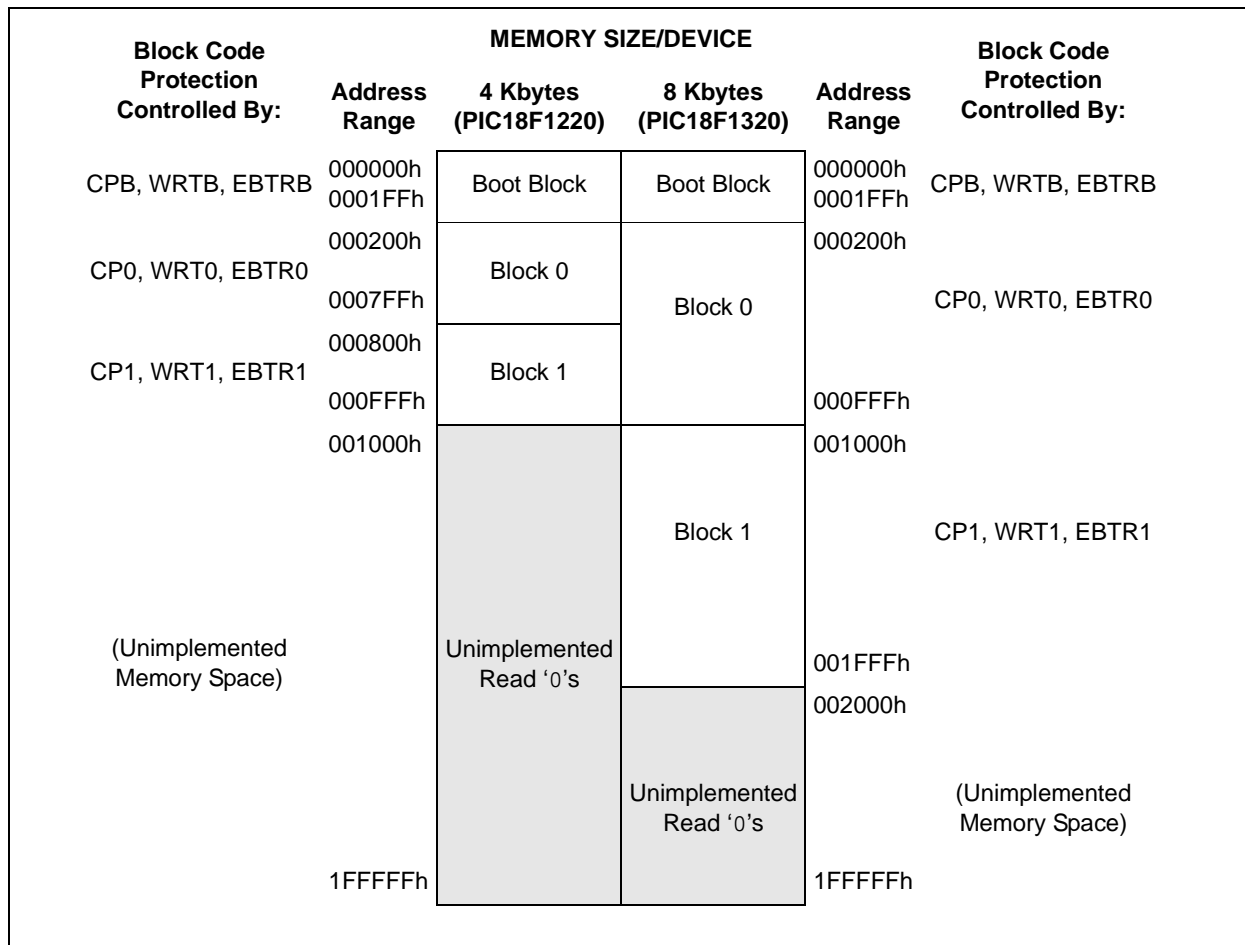 MEMORY SIZE/DEVICE
Block Code
Protection
Controlled By:
Address
Range
4 Kbytes
(PIC18F1220)
8 Kbytes
(PIC18F1320)
Address
Range
Block Code
Protection
Controlled By:
CPB, WRTB, EBTRB
000000h
0001FFh
Boot Block
Boot Block
000000h
0001FFh
CPB, WRTB, EBTRB
CP0, WRT0, EBTR0
000200h
0007FFh
Block 0
Block 0
000200h
000FFFh
CP0, WRT0, EBTR0
CP1, WRT1, EBTR1
000800h
000FFFh
Block 1
001000h
Block 1
001000h
001FFFh
CP1, WRT1, EBTR1
(Unimplemented
Memory Space)
Unimplemented
Read ‘0’s
002000h
Unimplemented
Read ‘0’s
(Unimplemented
Memory Space)
1FFFFFh
1FFFFFh